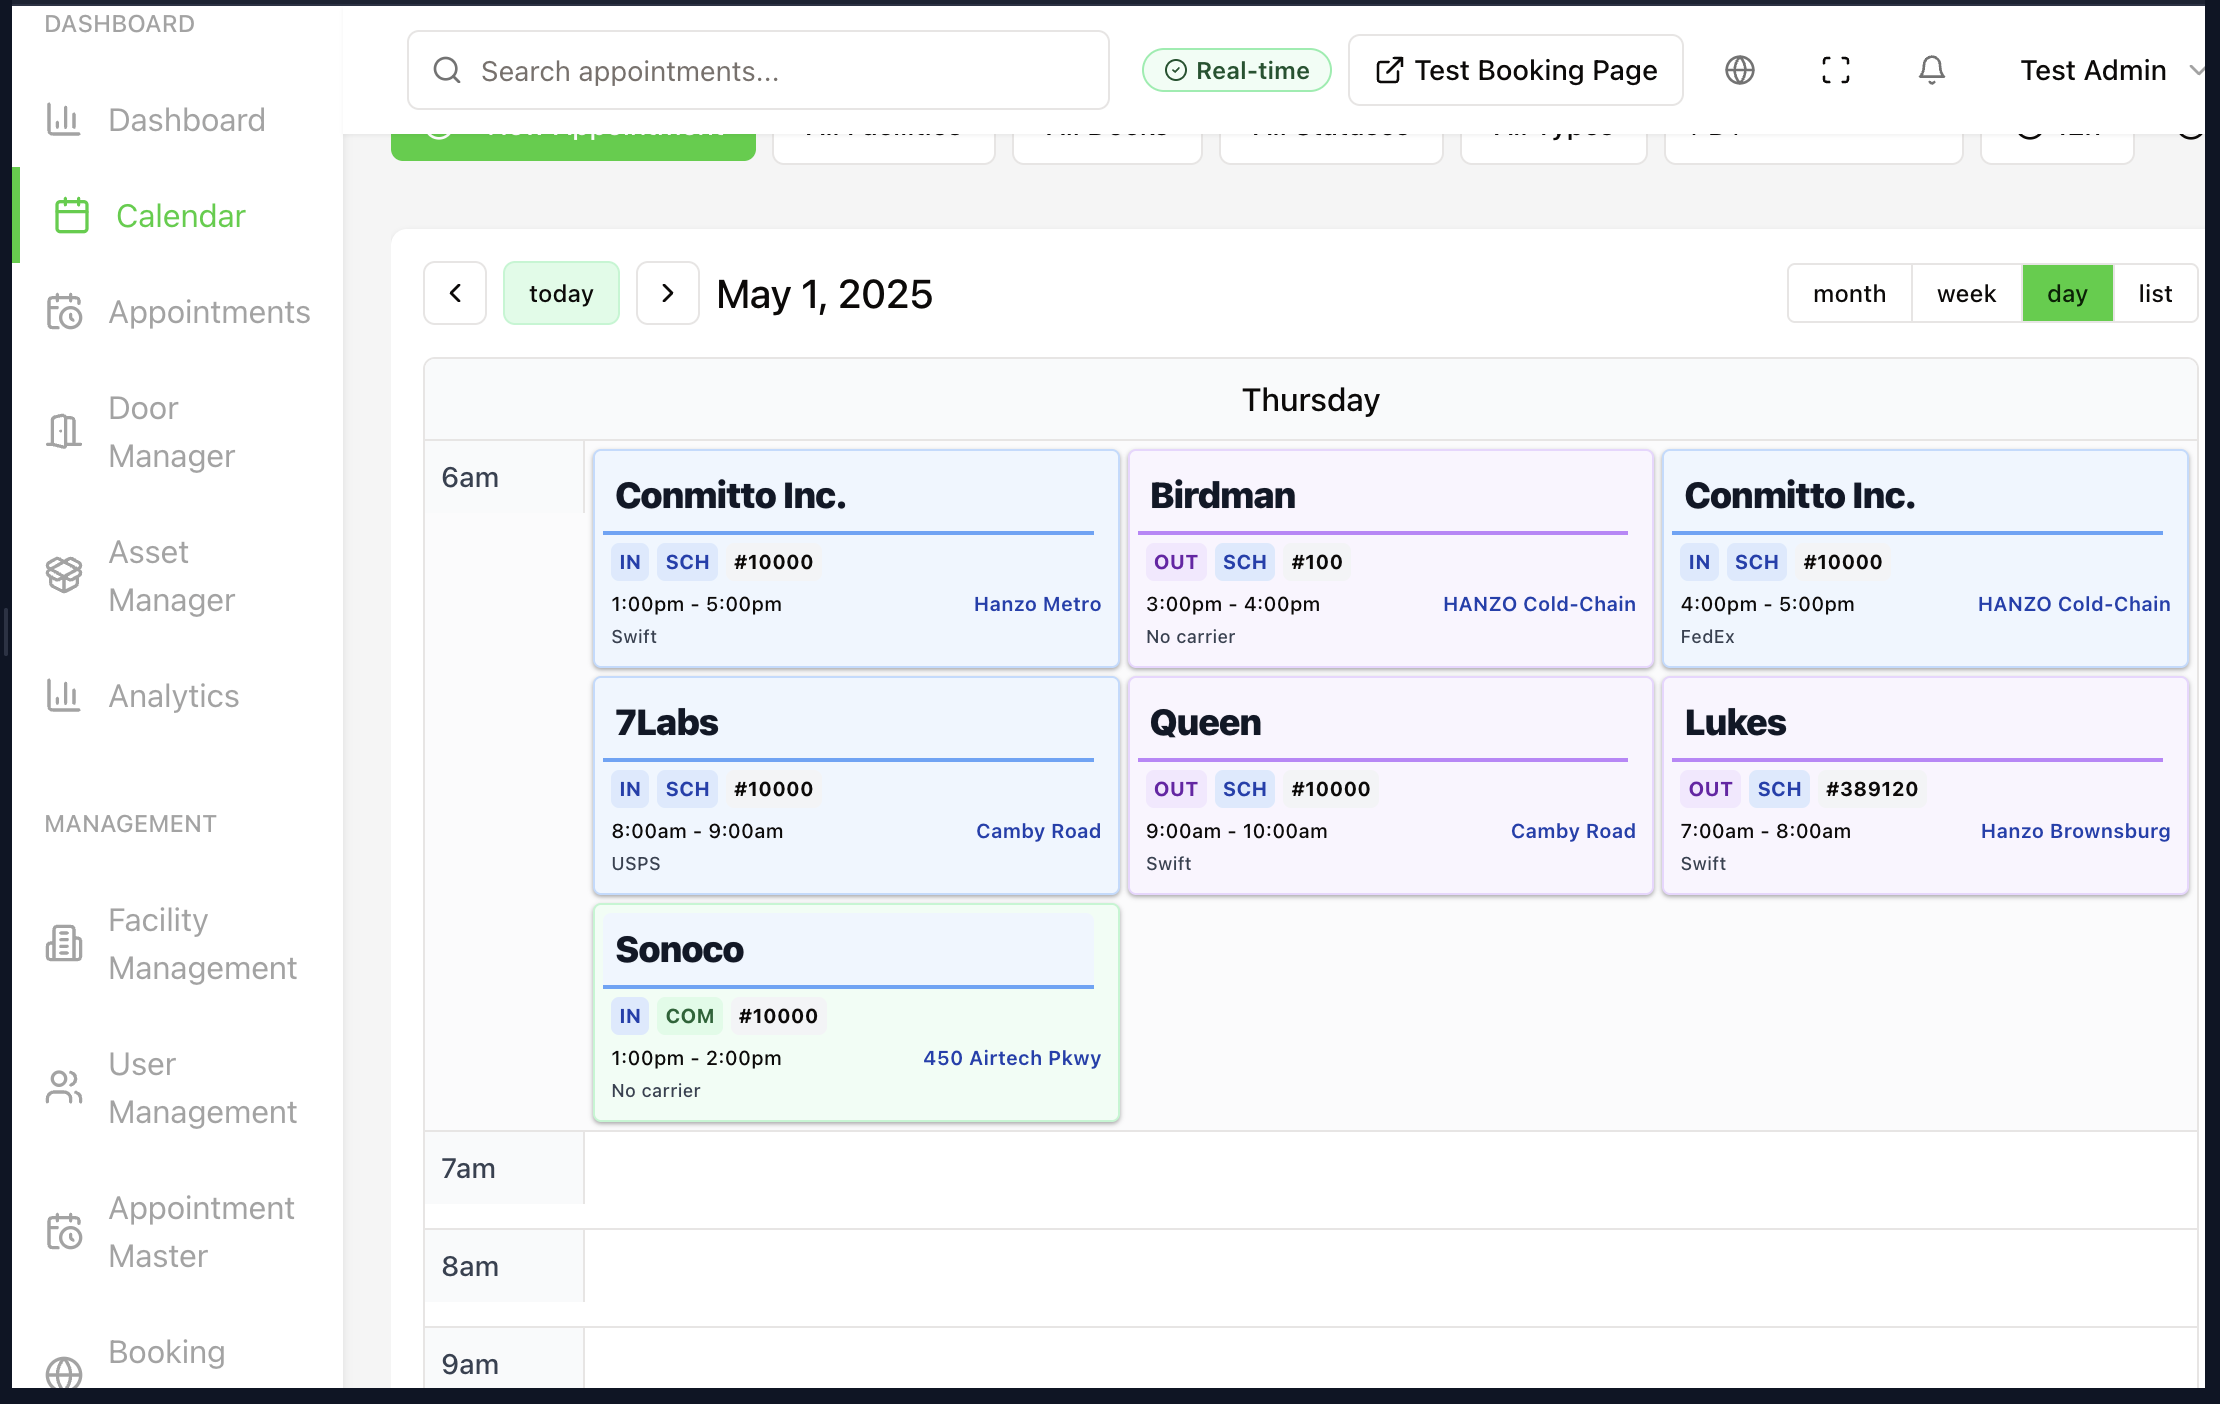 DASHBOARD
Dashboard
Calendar
Appointments
Door
Manager
Asset
Manager
Analytics
MANAGEMENT
Facility
Management
User
Management
Appointment
Master
Booking
Search appointments...
Real-time
Test Booking Page
Test Admin
today
May 1, 2025
month
week
day
list
Thursday
6am
Conmitto Inc.
IN SCH #10000
1:00pm - 5:00pm Hanzo Metro
Swift
Birdman
OUT SCH #100
3:00pm - 4:00pm HANZO Cold-Chain
No carrier
Conmitto Inc.
IN SCH #10000
4:00pm - 5:00pm HANZO Cold-Chain
FedEx
7Labs
IN SCH #10000
8:00am - 9:00am Camby Road
USPS
Queen
OUT SCH #10000
9:00am - 10:00am Camby Road
Swift
Lukes
OUT SCH #389120
7:00am - 8:00am Hanzo Brownsburg
Swift
Sonoco
IN COM #10000
1:00pm - 2:00pm 450 Airtech Pkwy
No carrier
7am
8am
9am